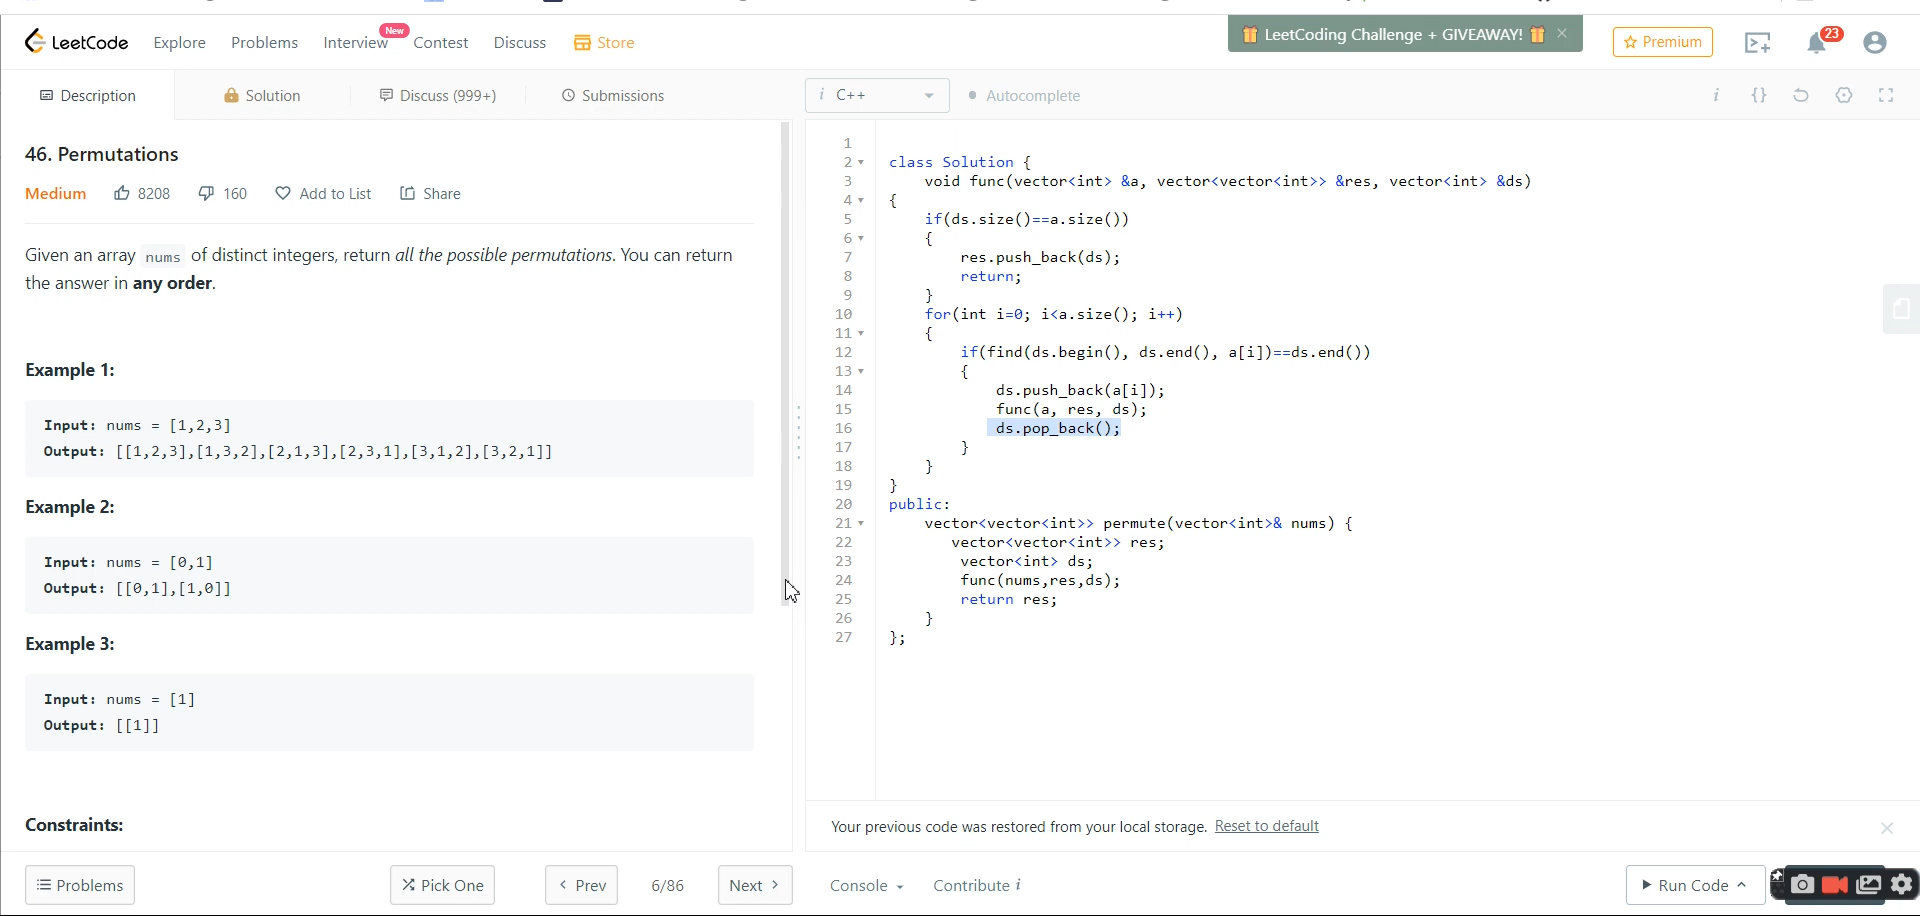 LeetCode Explore Problems Interview New Contest Discuss Store LeetCoding Challenge + GIVEAWAY! × Premium 23
Description Solution Discuss (999+) Submissions i C++ Autocomplete i {}
46. Permutations
Medium 8208 160 Add to List Share
Given an array nums of distinct integers, return all the possible permutations. You can return
the answer in any order.
Example 1:
Input: nums = [1,2,3]
Output: [[1,2,3],[1,3,2],[2,1,3],[2,3,1],[3,1,2],[3,2,1]]
Example 2:
Input: nums = [0,1]
Output: [[0,1],[1,0]]
Example 3:
Input: nums = [1]
Output: [[1]]
Constraints:
1
2 class Solution {
3 void func(vector<int> &a, vector<vector<int>> &res, vector<int> &ds)
4 {
5 if(ds.size()==a.size())
6 {
7 res.push_back(ds);
8 return;
9 }
10 for(int i=0; i<a.size(); i++)
11 {
12 if(find(ds.begin(), ds.end(), a[i])==ds.end())
13 {
14 ds.push_back(a[i]);
15 func(a, res, ds);
16 ds.pop_back();
17 }
18 }
19 }
20 public:
21 vector<vector<int>> permute(vector<int>& nums) {
22 vector<vector<int>> res;
23 vector<int> ds;
24 func(nums,res,ds);
25 return res;
26 }
27 };
Your previous code was restored from your local storage. Reset to default
Problems Pick One < Prev 6/86 Next > Console Contribute i Run Code